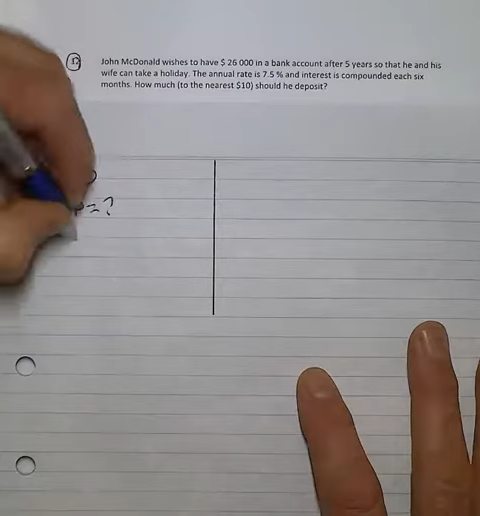 12
John McDonald wishes to have $ 26 000 in a bank account after 5 years so that he and his
wife can take a holiday. The annual rate is 7.5 % and interest is compounded each six
months. How much (to the nearest $10) should he deposit?
P=?